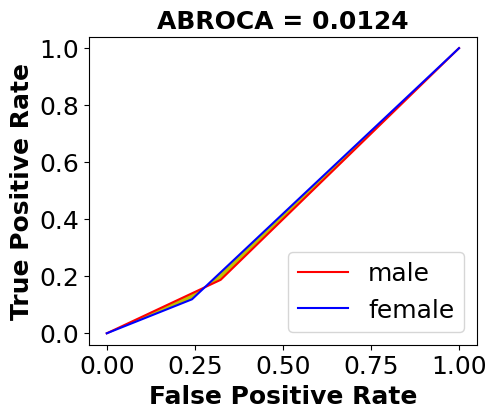 ABROCA = 0.0124
True Positive Rate
1.0
0.8
0.6
0.4
0.2
0.0
male
female
0.00 0.25 0.50 0.75 1.00
False Positive Rate